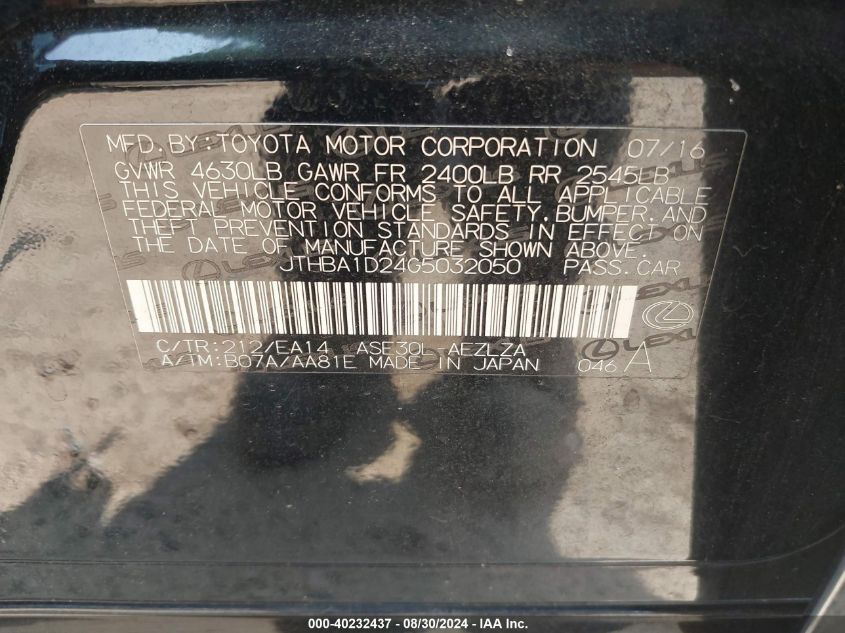 MFD.BY:TOYOTA MOTOR CORPORATION 07/16
GVWR 4630LB GAWR FR 2400LB RR 2545LB
THIS VEHICLE CONFORMS TO ALL APPLICABLE
FEDERAL MOTOR VEHICLE SAFETY,BUMPER,AND
THEFT PREVENTION STANDARDS IN EFFECT ON
THE DATE OF MANUFACTURE SHOWN ABOVE.
JTHBA1D24G5032050 PASS.CAR
LEXUS
C/TR:212/EA14 ASE30L-AEZLZA
A/TM:B07A/AA81E MADE IN JAPAN 046 A
000-40232437 - 08/30/2024 - IAA Inc.